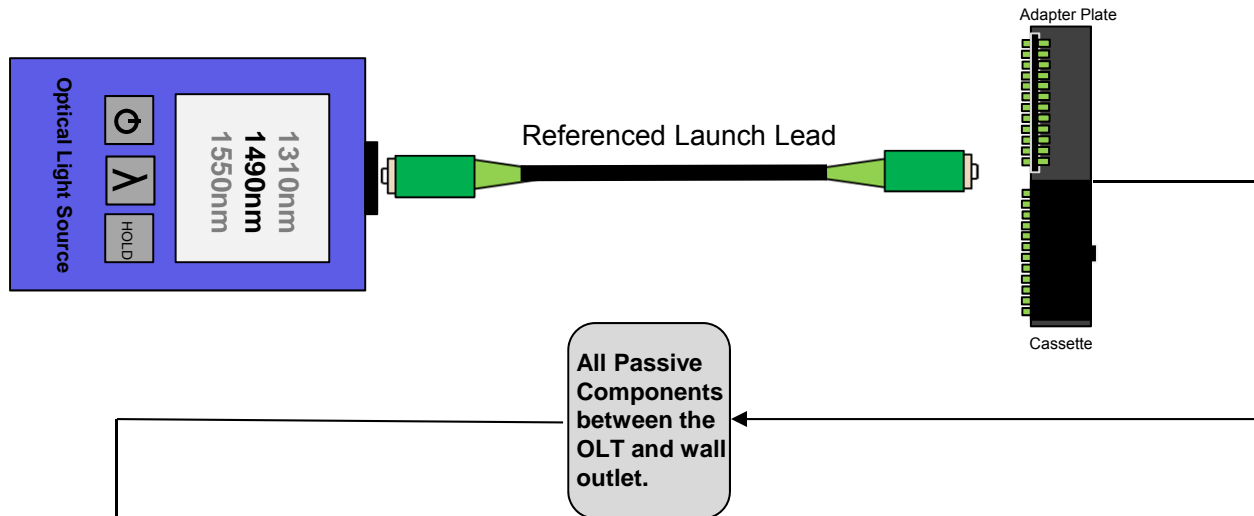 Adapter Plate
Optical Light Source
HOLD
1310nm
1490nm
1550nm
Referenced Launch Lead
Cassette
All Passive
Components
between the
OLT and wall
outlet.